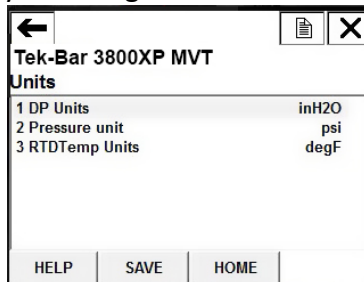 Tek-Bar 3800XP MVT
Units
1 DP Units inH2O
2 Pressure unit psi
3 RTDTemp Units degF
HELP SAVE HOME